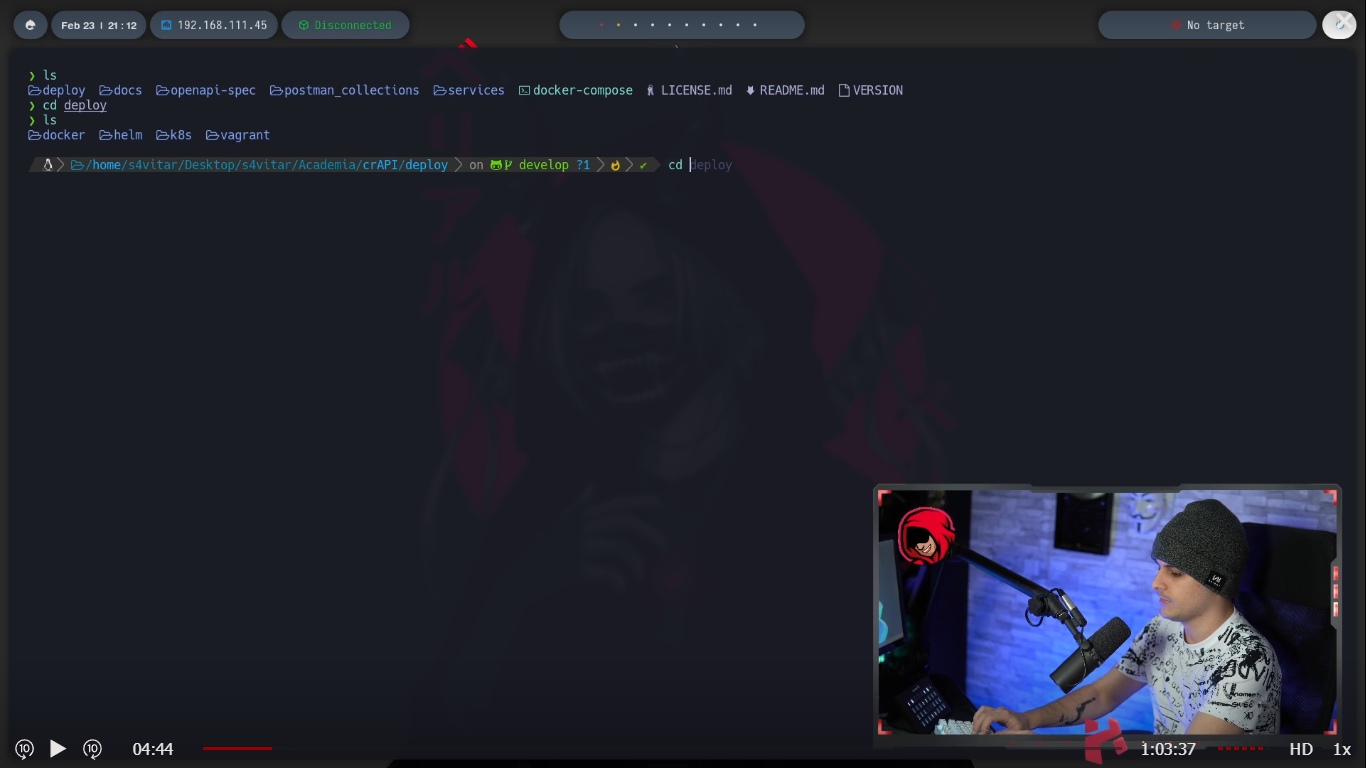 Feb 23 | 21:12 192.168.111.45 Disconnected No target
❯ ls
deploy docs openapi-spec postman_collections services docker-compose LICENSE.md README.md VERSION
❯ cd deploy
❯ ls
docker helm k8s vagrant
/home/s4vitar/Desktop/s4vitar/Academia/crAPI/deploy on develop ?1 ✔ cd deploy
10 10 04:44 1:03:37 HD 1x